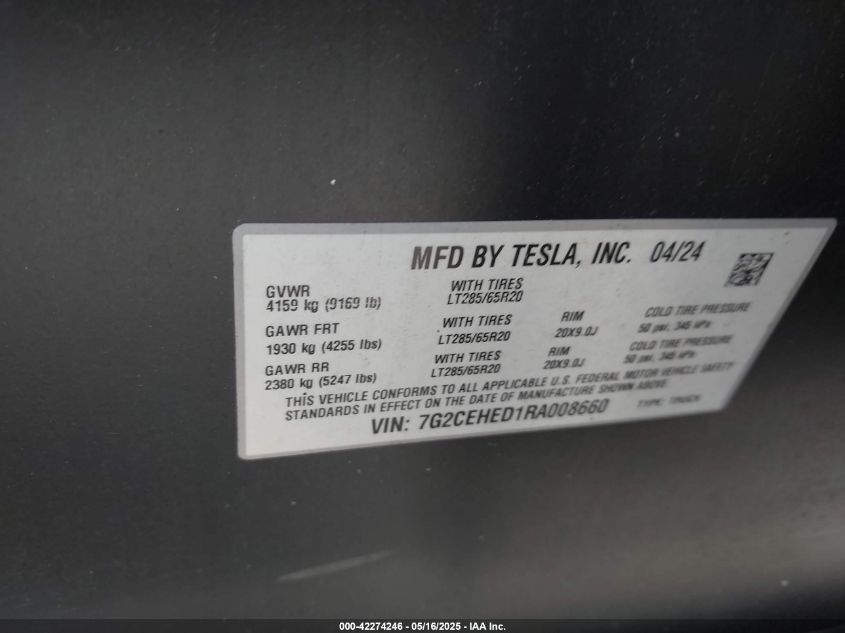 MFD BY TESLA, INC. 04/24
GVWR
4159 kg (9169 lb)
WITH TIRES
LT285/65R20
GAWR FRT
1930 kg (4255 lbs)
WITH TIRES
LT285/65R20
RIM
20X9.0J
COLD TIRE PRESSURE
50 psi, 345 kPa
GAWR RR
2380 kg (5247 lbs)
WITH TIRES
LT285/65R20
RIM
20X9.0J
COLD TIRE PRESSURE
50 psi, 345 kPa
THIS VEHICLE CONFORMS TO ALL APPLICABLE U.S. FEDERAL MOTOR VEHICLE SAFETY
STANDARDS IN EFFECT ON THE DATE OF MANUFACTURE SHOWN ABOVE.
VIN: 7G2CEHED1RA008660
TYPE: TRUCK
000-42274246 - 05/16/2025 - IAA Inc.